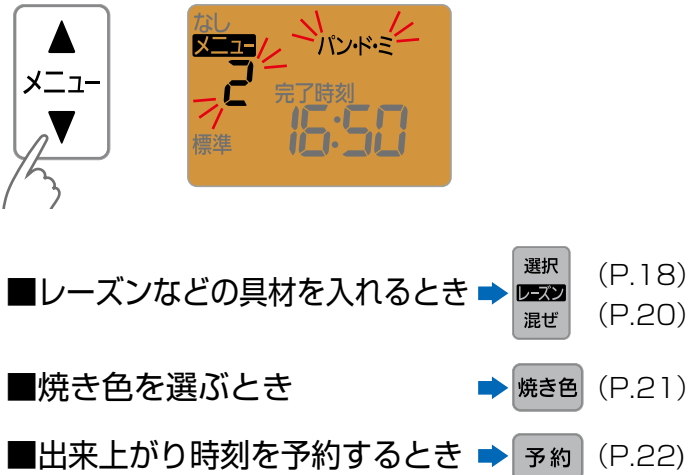 ▲
メニュー
▼
なし
メニュー
パン・ド・ミ
2
完了時刻
16:50
標準
■レーズンなどの具材を入れるとき
選択
レーズン
混ぜ
(P.18)
(P.20)
■焼き色を選ぶとき
焼き色
(P.21)
■出来上がり時刻を予約するとき
予約
(P.22)